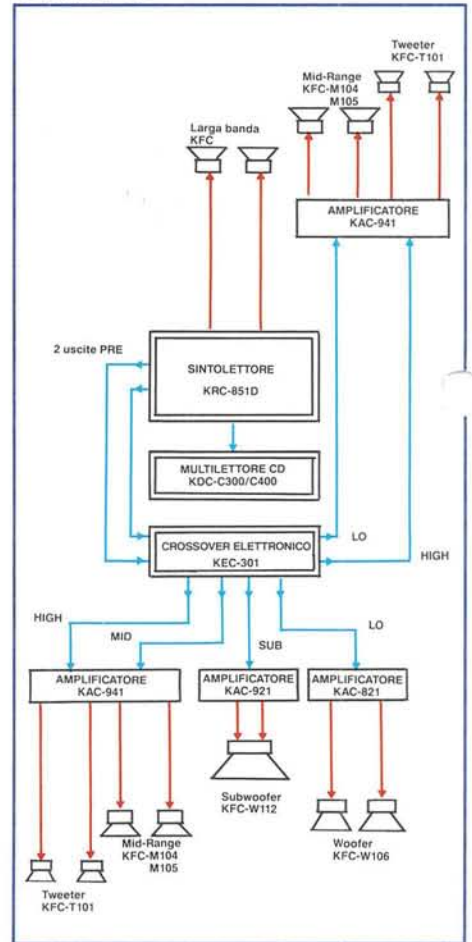 Tweeter
KFC-T101
Mid-Range
KFC-M104
M105
Larga banda
KFC
AMPLIFICATORE
KAC-941
2 uscite PRE
SINTOLETTORE
KRC-851D
MULTILETTORE CD
KDC-C300/C400
LO
CROSSOVER ELETTRONICO
KEC-301
HIGH
HIGH
MID
SUB
LO
AMPLIFICATORE
KAC-941
AMPLIFICATORE
KAC-921
AMPLIFICATORE
KAC-821
Subwoofer
KFC-W112
Mid-Range
KFC-M104
M105
Woofer
KFC-W106
Tweeter
KFC-T101